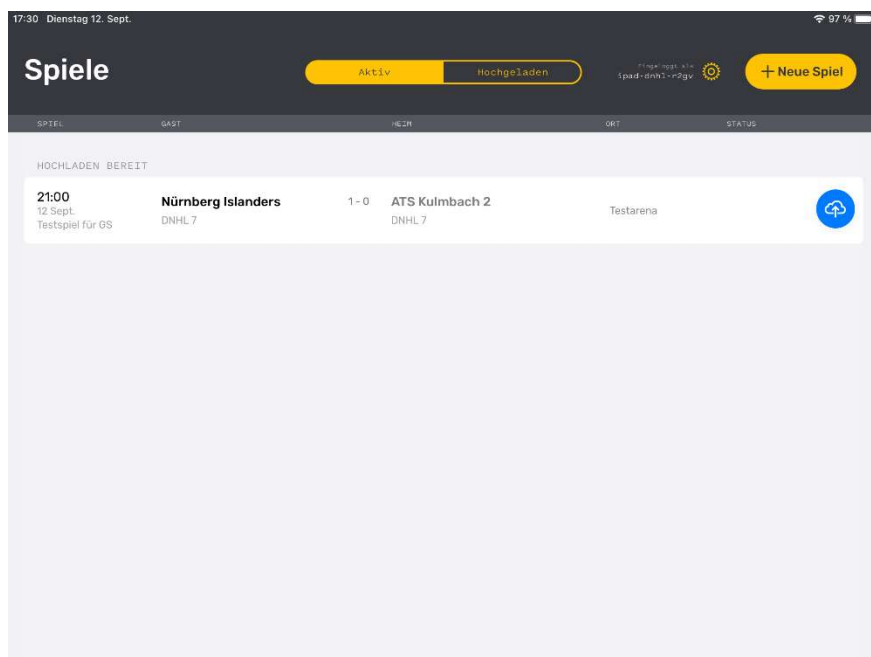 17:30 Dienstag 12. Sept.
97 %
Spiele
Aktiv
Hochgeladen
Eingeloggt als
ipad-dnhl-r2gv
+ Neue Spiel
SPIEL GAST HEIM ORT STATUS
HOCHLADEN BEREIT
21:00 Nürnberg Islanders 1-0 ATS Kulmbach 2
12 Sept. DNHL 7 DNHL 7 Testarena
Testspiel für GS